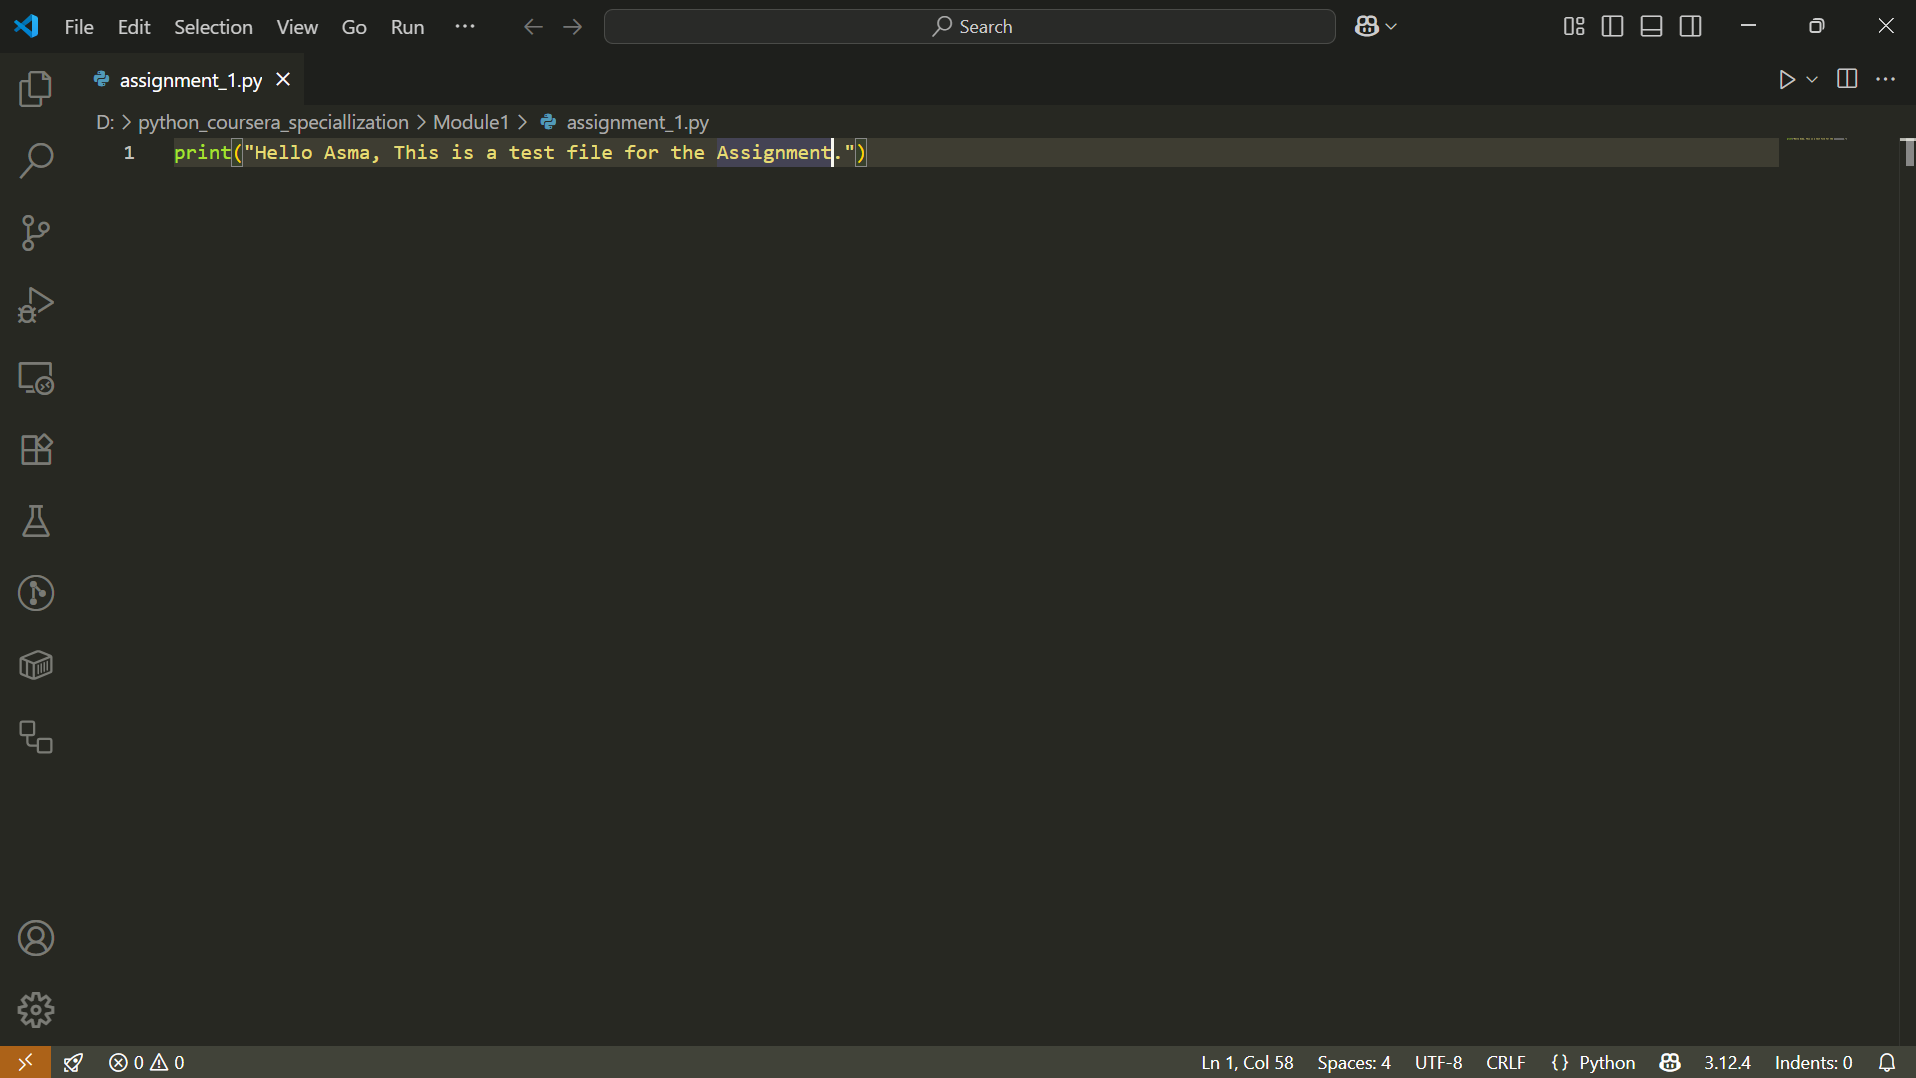 File Edit Selection View Go Run ··· Search
assignment_1.py
D: > python_coursera_speciallization > Module1 > assignment_1.py
1 print("Hello Asma, This is a test file for the Assignment.")
0 0 Ln 1, Col 58 Spaces: 4 UTF-8 CRLF {} Python 3.12.4 Indents: 0